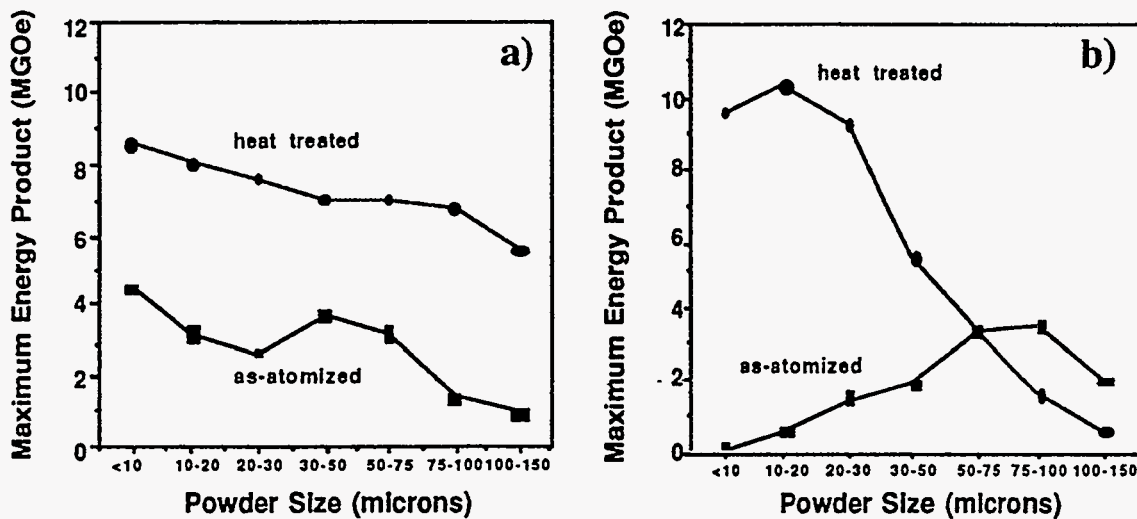 Maximum Energy Product (MGOe)
12
10
8
6
4
2
0
a)
heat treated
as-atomized
<10 10-20 20-30 30-50 50-75 75-100 100-150
Powder Size (microns)
Maximum Energy Product (MGOe)
12
10
8
6
4
2
0
b)
heat treated
as-atomized
<10 10-20 20-30 30-50 50-75 75-100 100-150
Powder Size (microns)